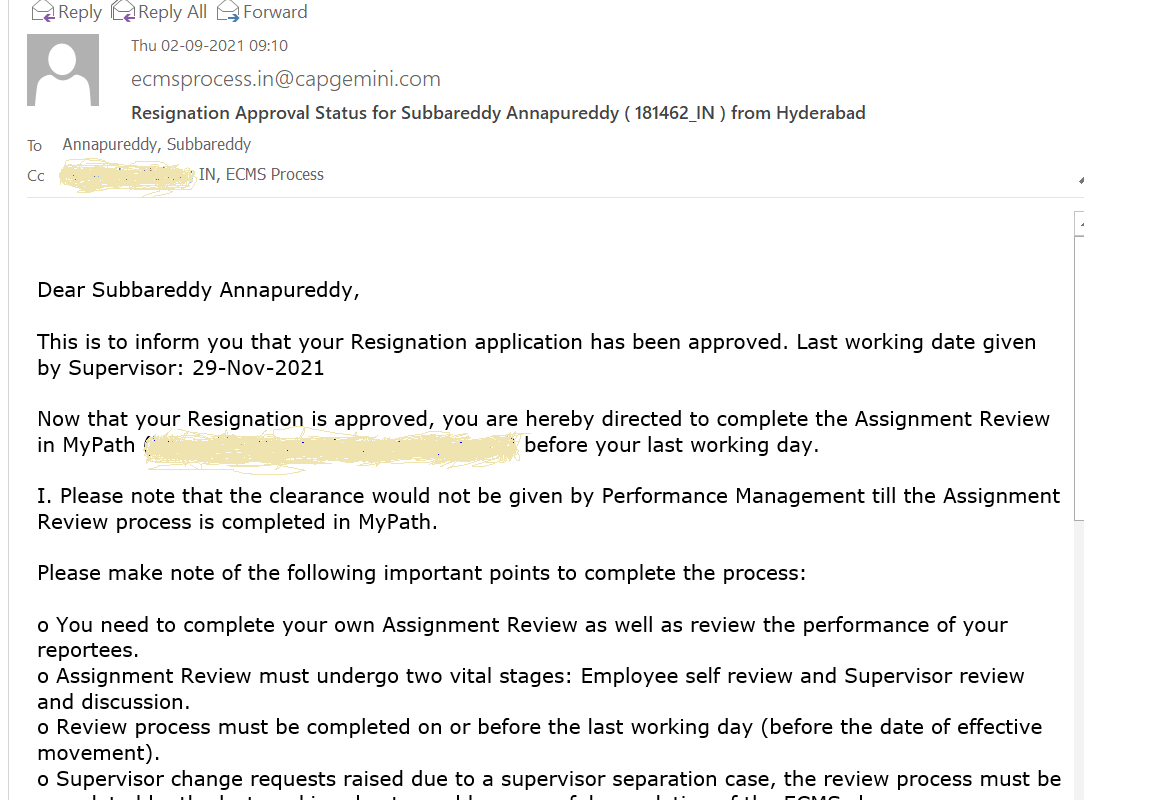 Reply Reply All Forward
Thu 02-09-2021 09:10
ecmsprocess.in@capgemini.com
Resignation Approval Status for Subbareddy Annapureddy ( 181462_IN ) from Hyderabad
To Annapureddy, Subbareddy
Cc IN, ECMS Process
Dear Subbareddy Annapureddy,
This is to inform you that your Resignation application has been approved. Last working date given
by Supervisor: 29-Nov-2021
Now that your Resignation is approved, you are hereby directed to complete the Assignment Review
in MyPath ( before your last working day.
I. Please note that the clearance would not be given by Performance Management till the Assignment
Review process is completed in MyPath.
Please make note of the following important points to complete the process:
o You need to complete your own Assignment Review as well as review the performance of your
reportees.
o Assignment Review must undergo two vital stages: Employee self review and Supervisor review
and discussion.
o Review process must be completed on or before the last working day (before the date of effective
movement).
o Supervisor change requests raised due to a supervisor separation case, the review process must be